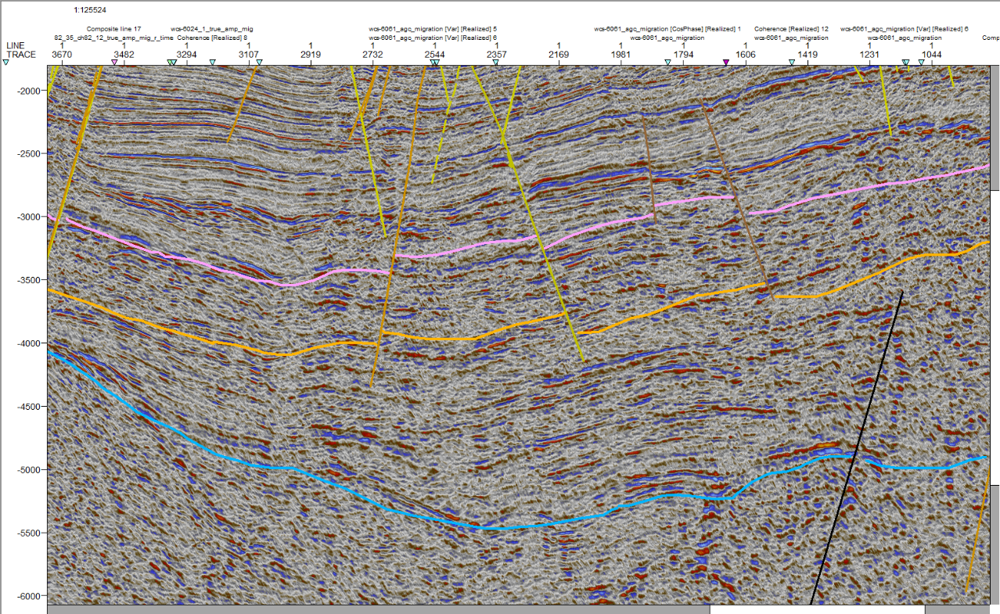 1:125524
Composite line 17 wcs-6024_1_true_amp_mig wcs-6061_agc_migration [Var] [Realized] 5 wcs-6061_agc_migration [CosPhase] [Realized] 1 Coherence [Realized] 12 wcs-6061_agc_migration [Var] [Realized] 6
82_35_ch82_12_true_amp_mig_r_time Coherence [Realized] 8 wcs-6061_agc_migration [Var] [Realized] 6 wcs-6061_agc_migration wcs-6061_agc_migration wcs-6061_agc_migration Comp
LINE 1 1 1 1 1 1 1 1 1 1 1 1 1 1 1
TRACE 3670 3482 3294 3107 2919 2732 2544 2357 2169 1981 1794 1606 1419 1231 1044
-2000
-2500
-3000
-3500
-4000
-4500
-5000
-5500
-6000